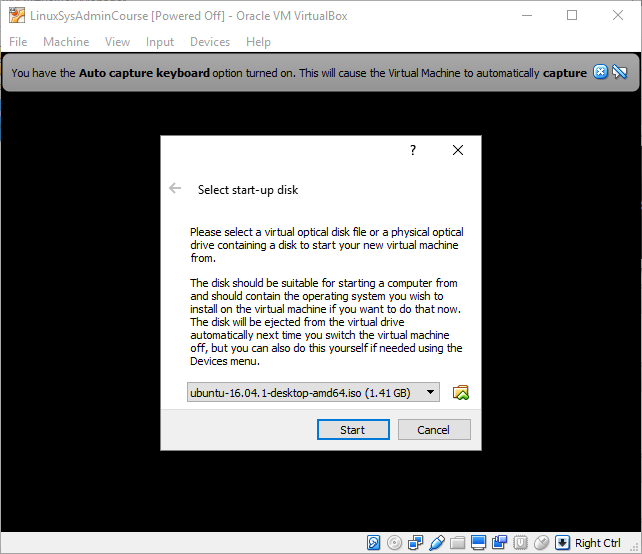 LinuxSysAdminCourse [Powered Off] - Oracle VM VirtualBox
File Machine View Input Devices Help
You have the Auto capture keyboard option turned on. This will cause the Virtual Machine to automatically capture
?
Select start-up disk
Please select a virtual optical disk file or a physical optical
drive containing a disk to start your new virtual machine
from.
The disk should be suitable for starting a computer from
and should contain the operating system you wish to
install on the virtual machine if you want to do that now.
The disk will be ejected from the virtual drive
automatically next time you switch the virtual machine
off, but you can also do this yourself if needed using the
Devices menu.
ubuntu-16.04.1-desktop-amd64.iso (1.41 GB)
Start Cancel
Right Ctrl